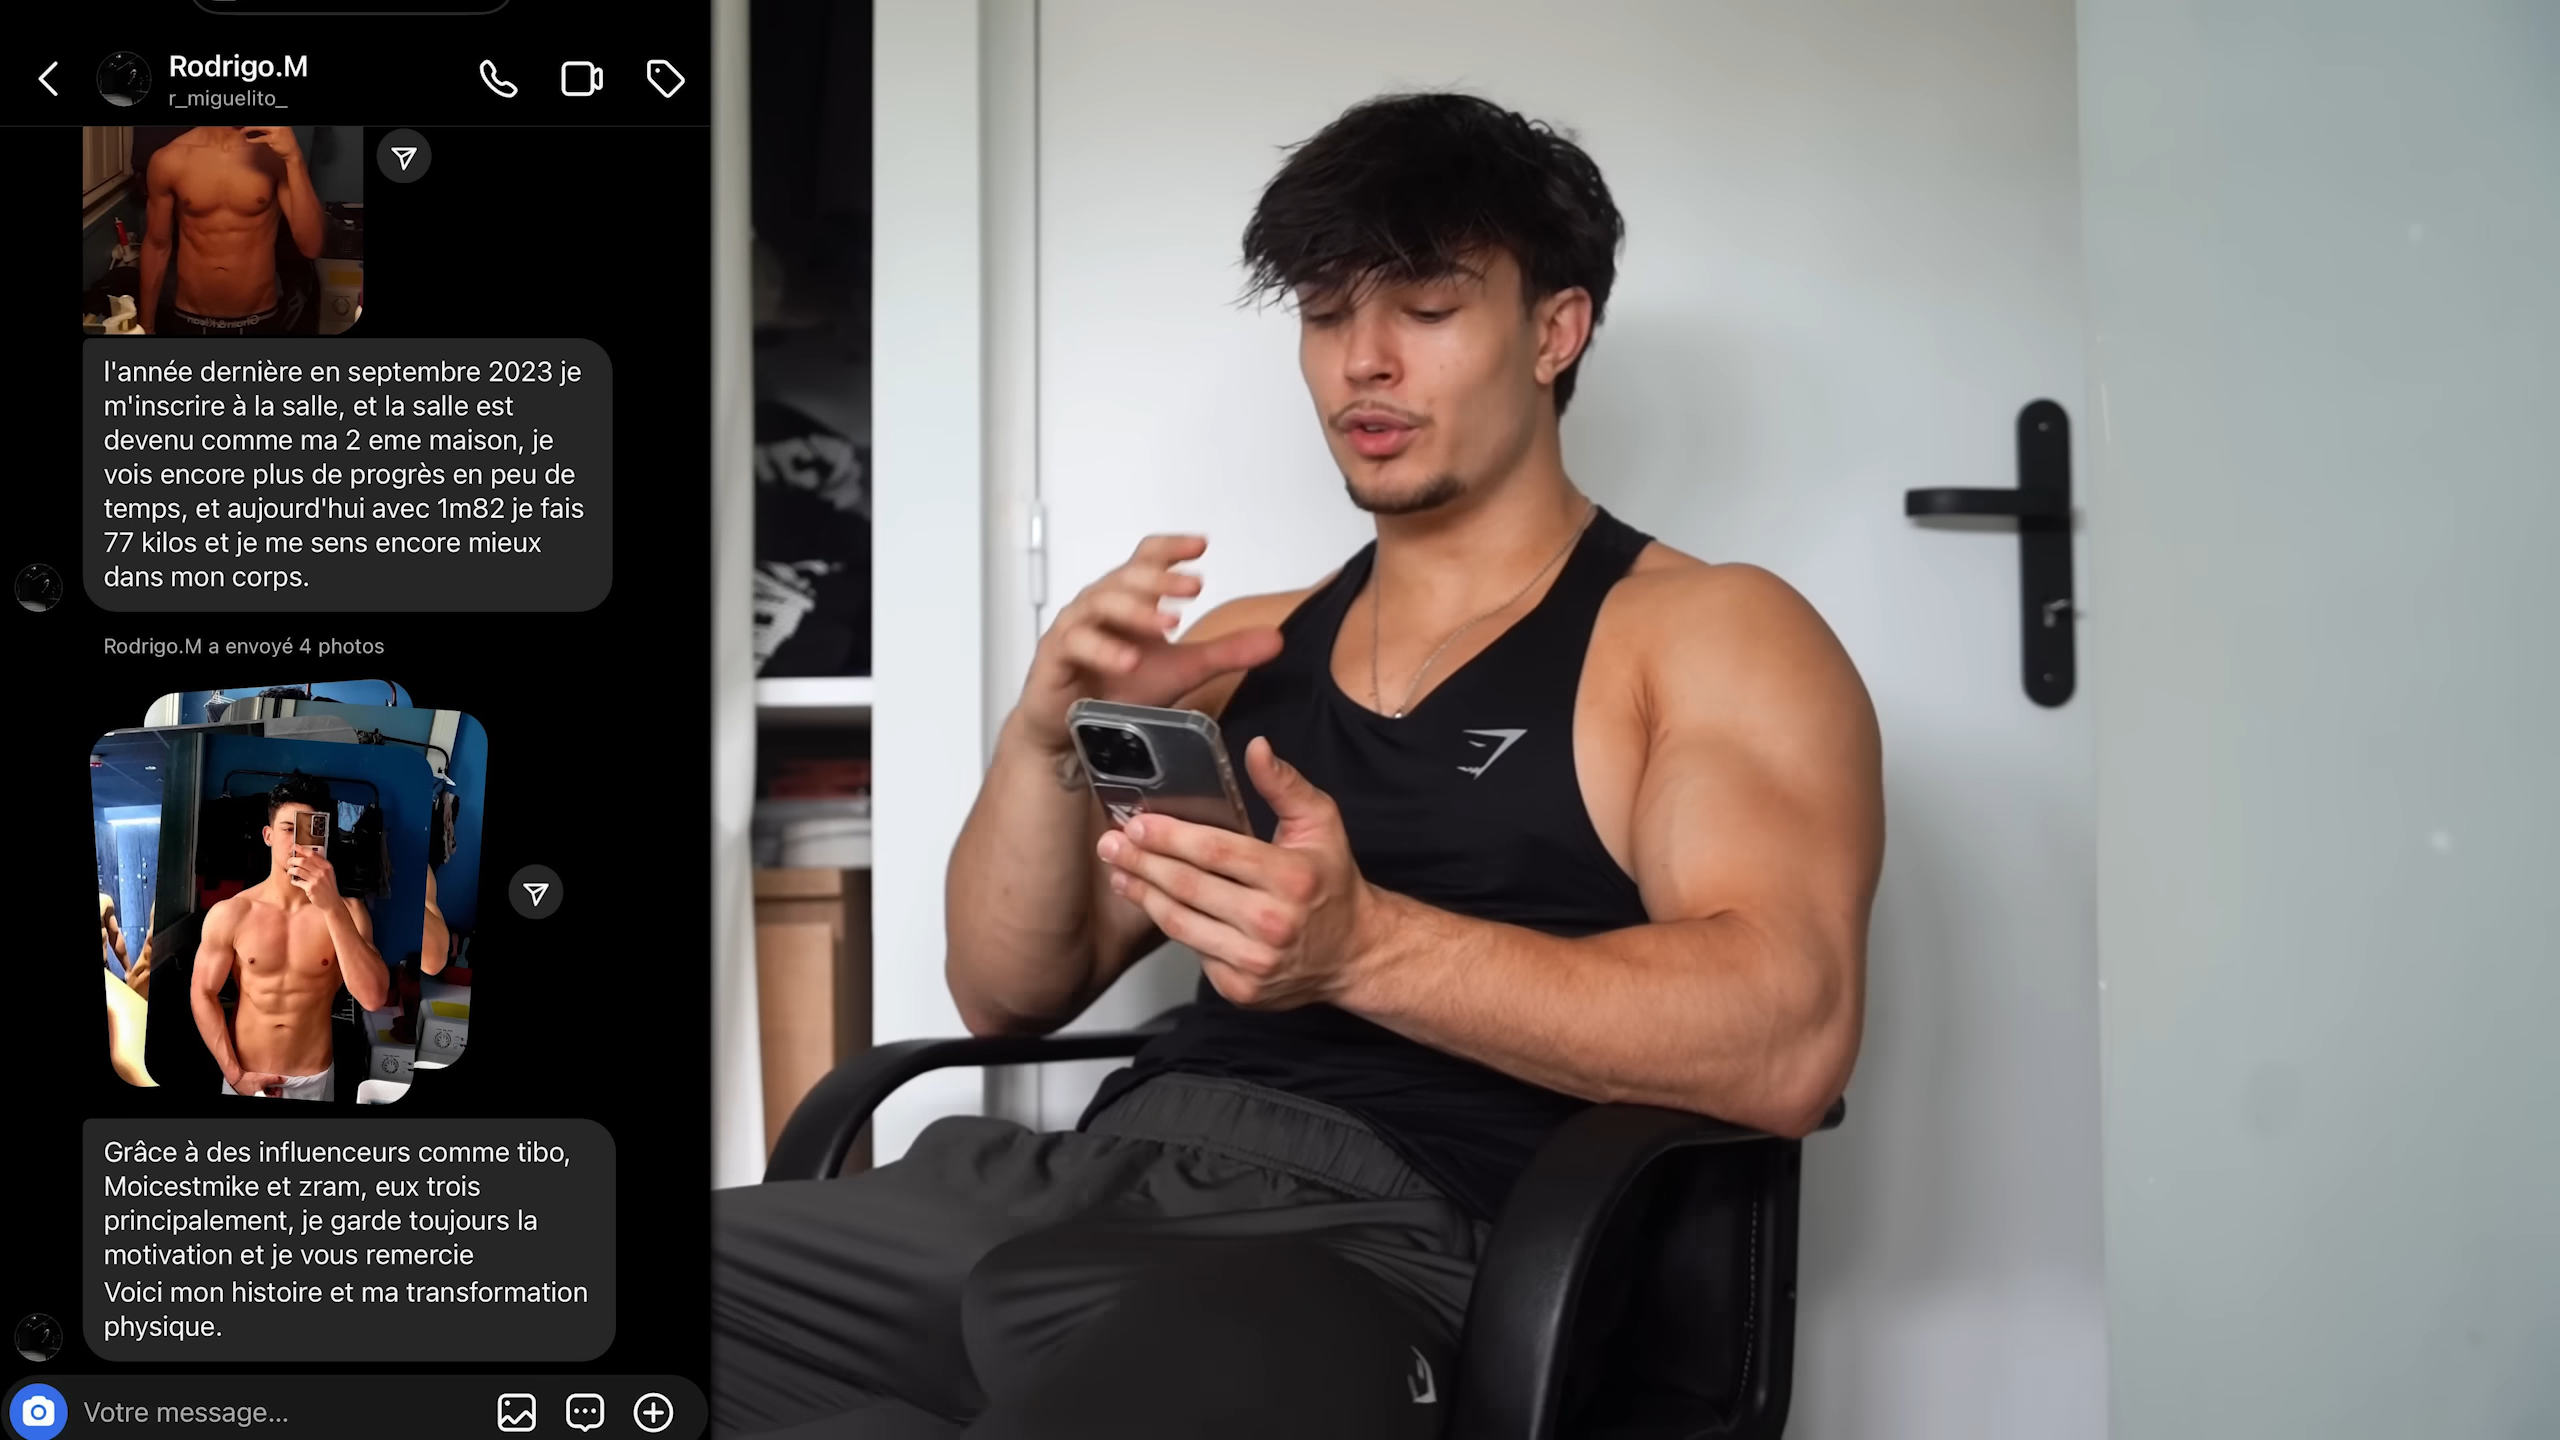 Rodrigo.M
r_miguelito_
l'année dernière en septembre 2023 je
m'inscrire à la salle, et la salle est
devenu comme ma 2 eme maison, je
vois encore plus de progrès en peu de
temps, et aujourd'hui avec 1m82 je fais
77 kilos et je me sens encore mieux
dans mon corps.
Rodrigo.M a envoyé 4 photos
Grâce à des influenceurs comme tibo,
Moicestmike et zram, eux trois
principalement, je garde toujours la
motivation et je vous remercie
Voici mon histoire et ma transformation
physique.
Votre message...